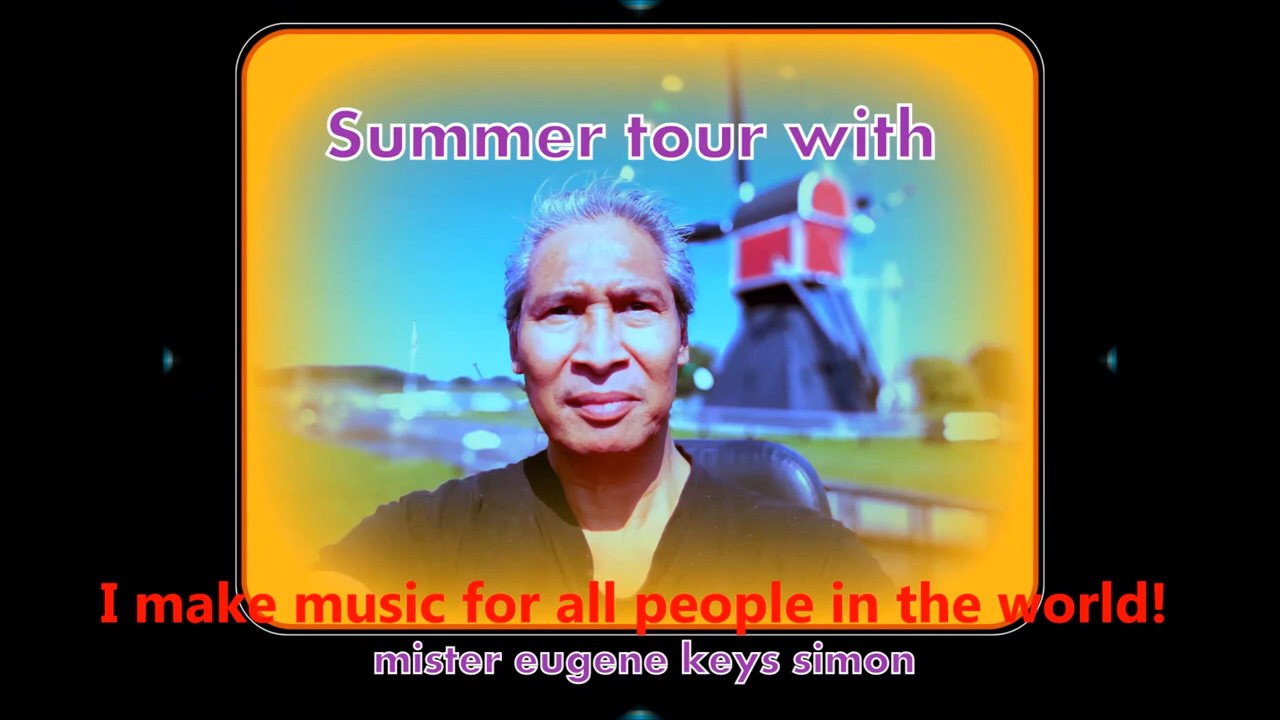 Summer tour with
I make music for all people in the world!
mister eugene keys simon